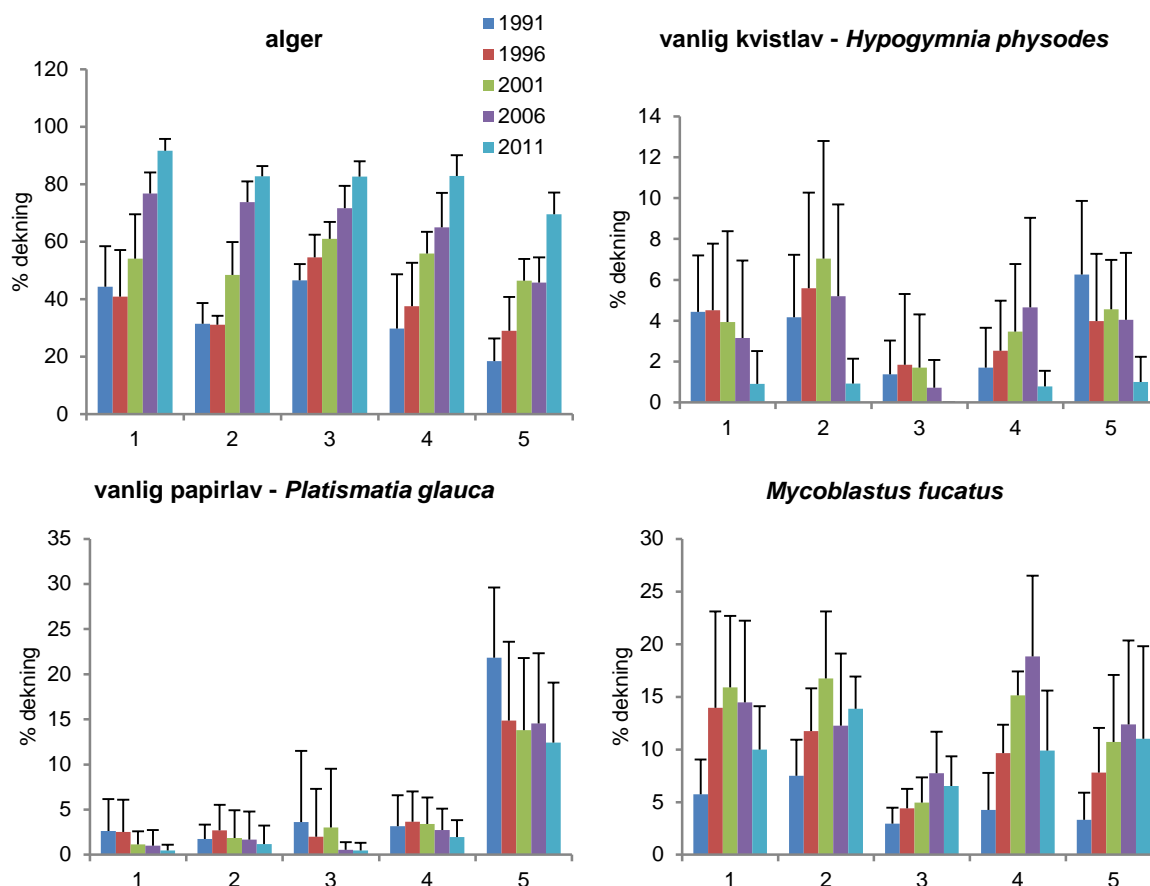 alger
1991
1996
2001
2006
2011
% dekning
120
100
80
60
40
20
0
1 2 3 4 5
vanlig kvistlav - Hypogymnia physodes
% dekning
14
12
10
8
6
4
2
0
1 2 3 4 5
vanlig papirlav - Platismatia glauca
% dekning
35
30
25
20
15
10
5
0
1 2 3 4 5
Mycoblastus fucatus
% dekning
30
25
20
15
10
5
0
1 2 3 4 5